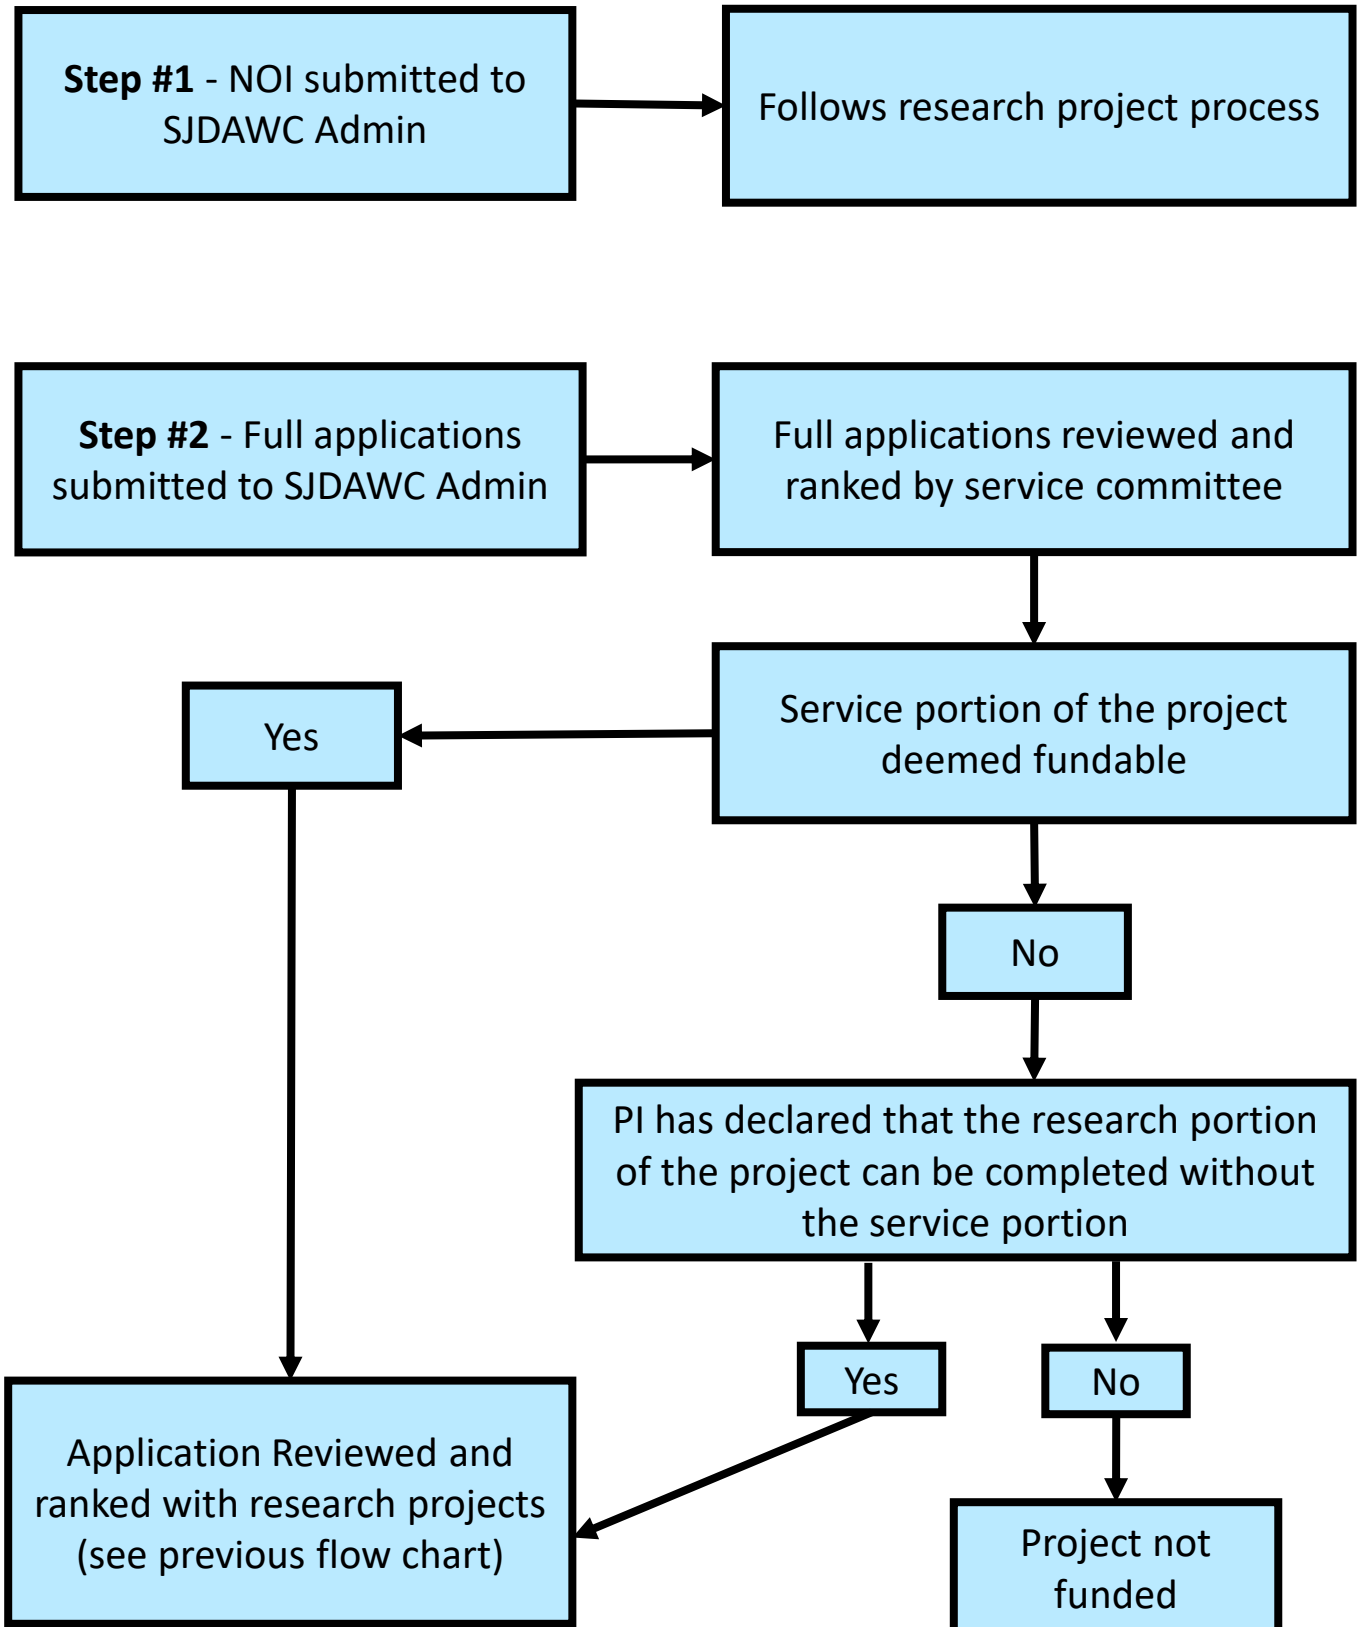 Step #1 - NOI submitted to
SJDAWC Admin
Follows research project process
Step #2 - Full applications
submitted to SJDAWC Admin
Full applications reviewed and
ranked by service committee
Service portion of the project
deemed fundable
Yes
No
PI has declared that the research portion
of the project can be completed without
the service portion
Yes
No
Application Reviewed and
ranked with research projects
(see previous flow chart)
Project not
funded